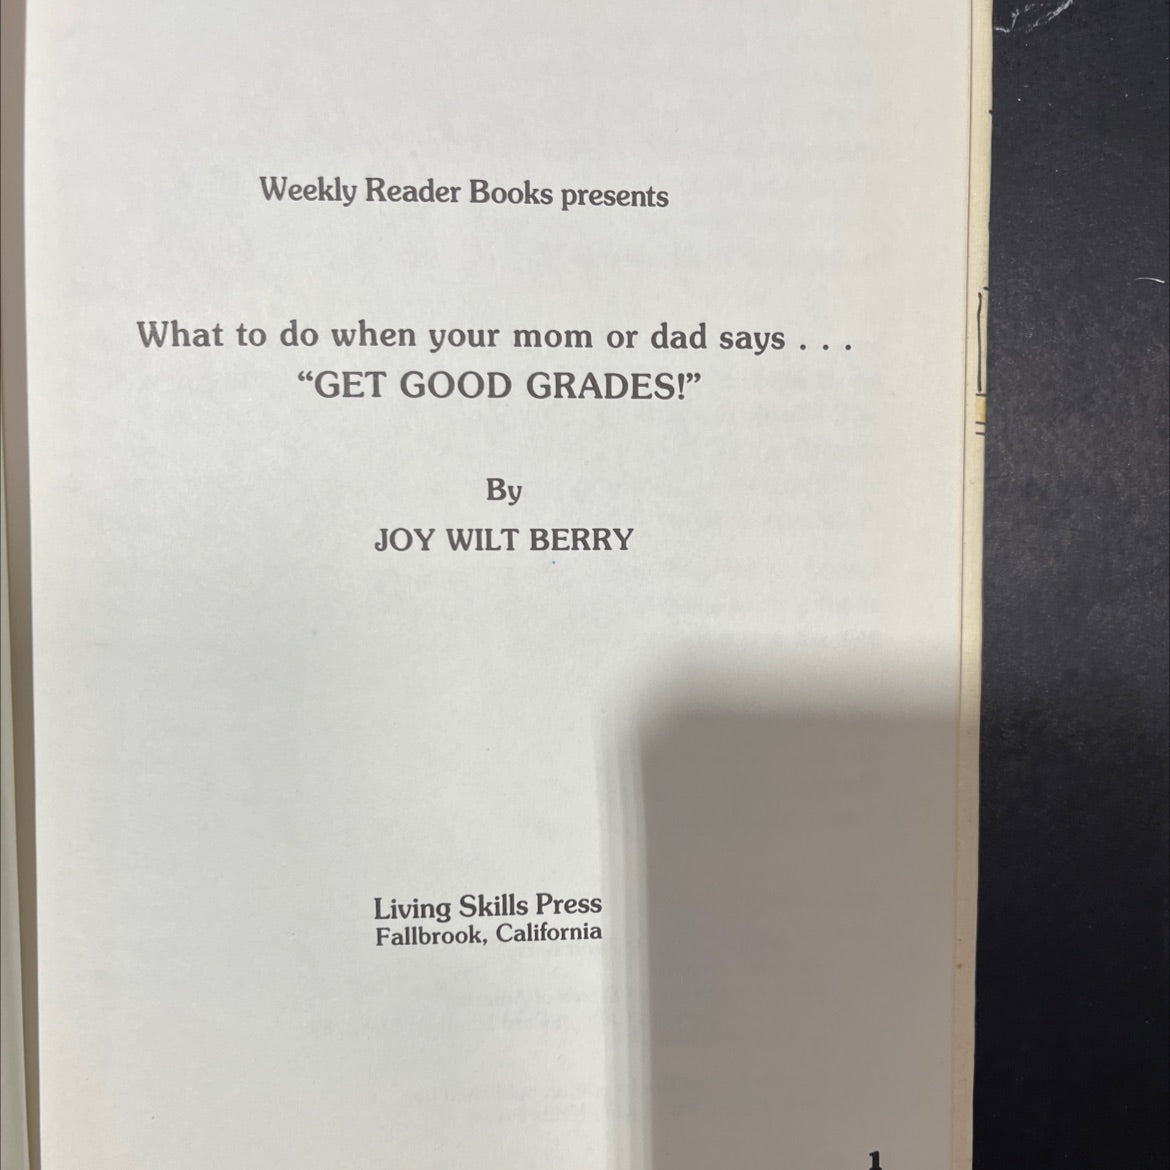 Weekly Reader Books presents
What to do when your mom or dad says . . .
“GET GOOD GRADES!”
By
JOY WILT BERRY
Living Skills Press
Fallbrook, California
1